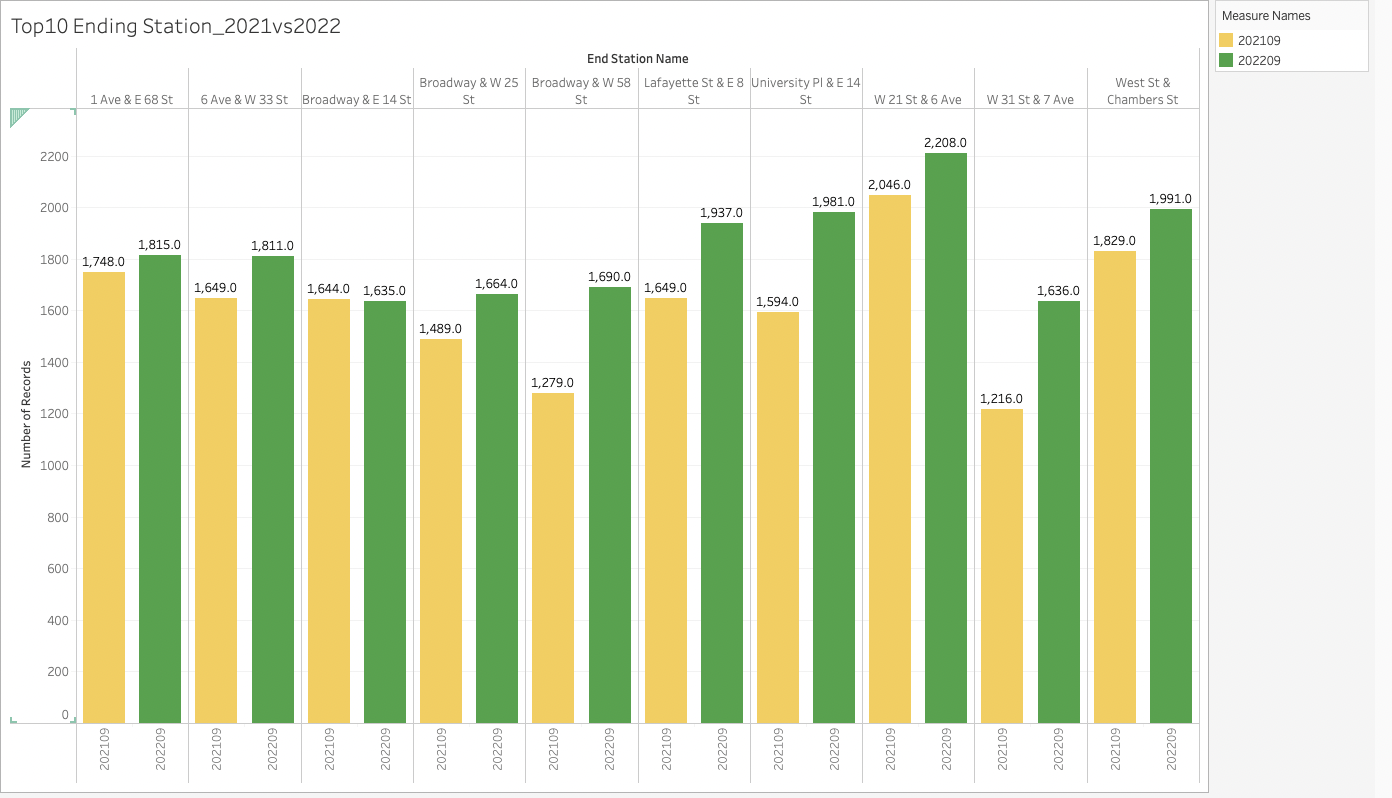 Top10 Ending Station_2021vs2022
Measure Names
202109
202209
End Station Name
1 Ave & E 68 St
6 Ave & W 33 St
Broadway & E 14 St
Broadway & W 25
St
Broadway & W 58
St
Lafayette St & E 8
St
University Pl & E 14
St
W 21 St & 6 Ave
W 31 St & 7 Ave
West St &
Chambers St
Number of Records
2200
2000
1800
1600
1400
1200
1000
800
600
400
200
0
1,748.0
1,815.0
1,649.0
1,811.0
1,644.0
1,635.0
1,489.0
1,664.0
1,279.0
1,690.0
1,649.0
1,937.0
1,594.0
1,981.0
2,046.0
2,208.0
1,216.0
1,636.0
1,829.0
1,991.0
202109
202209
202109
202209
202109
202209
202109
202209
202109
202209
202109
202209
202109
202209
202109
202209
202109
202209
202109
202209